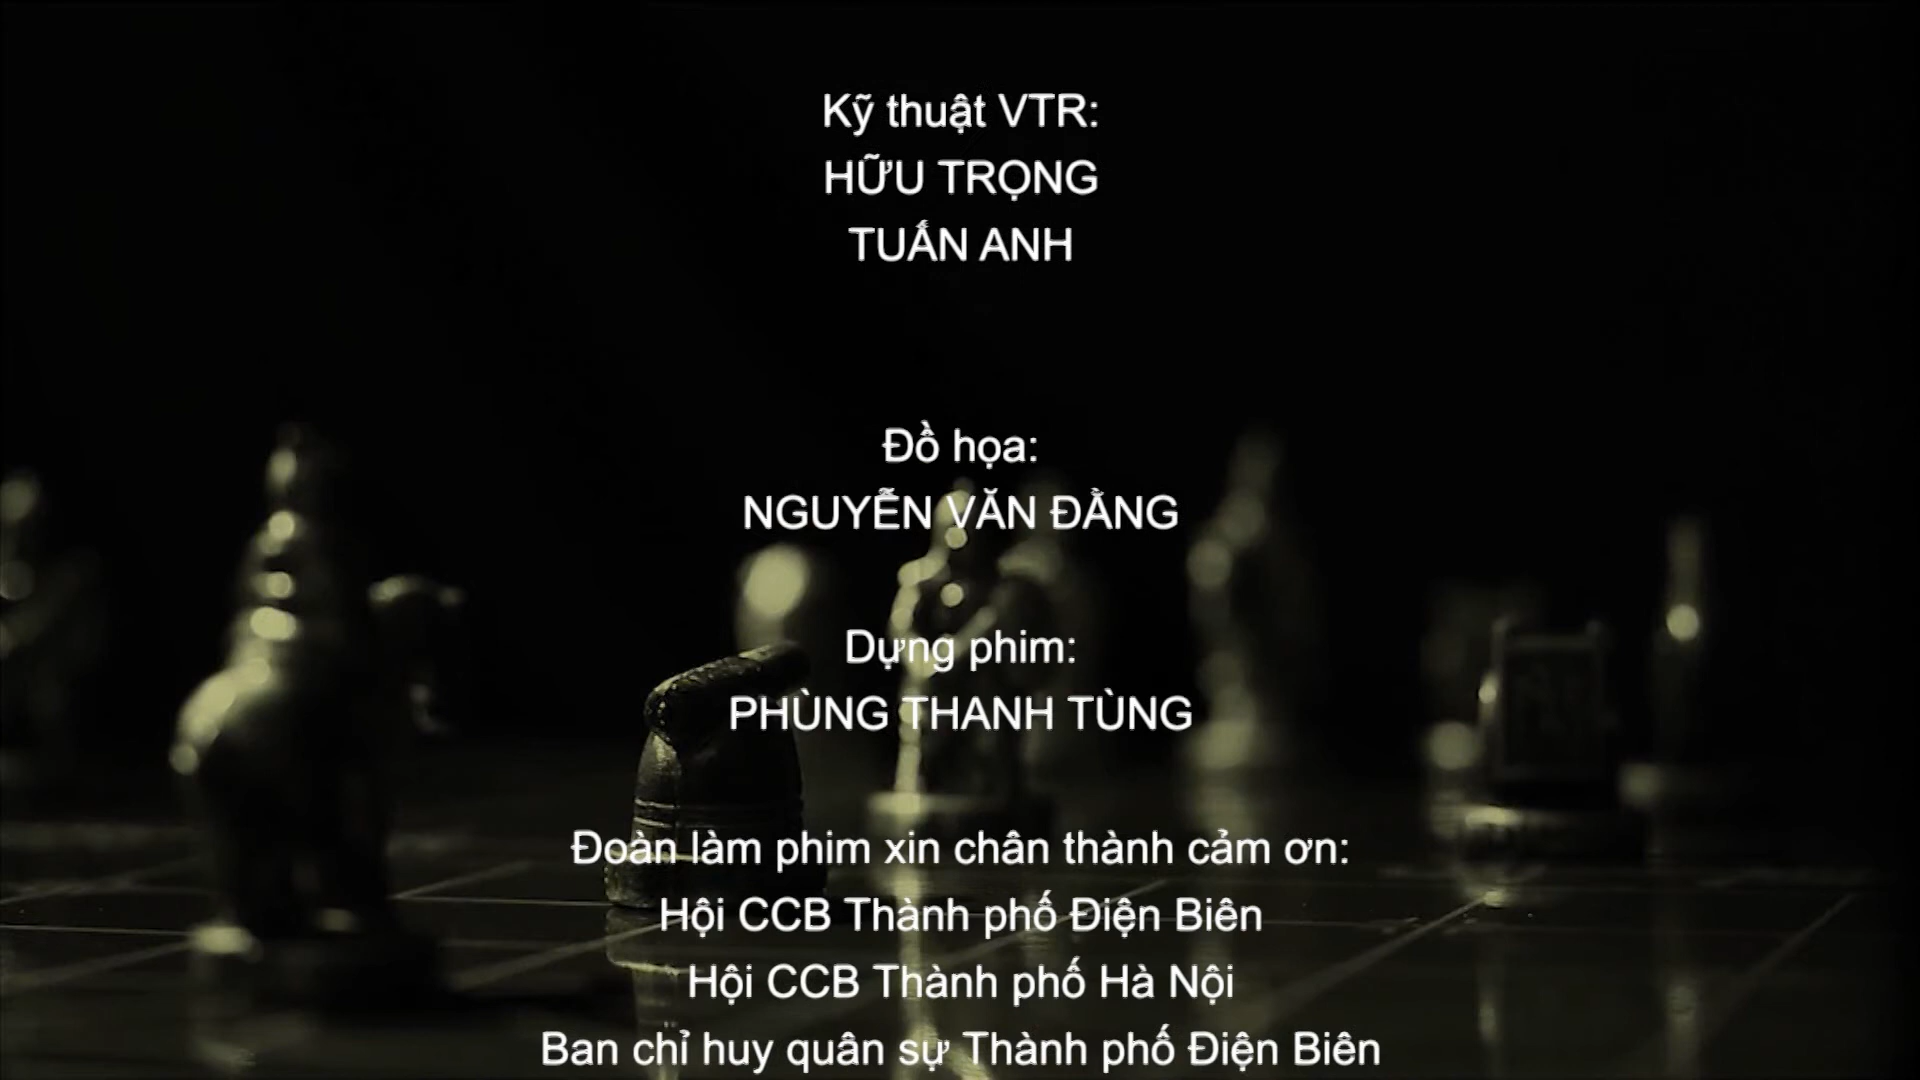 Kỹ thuật VTR:
HỮU TRỌNG
TUẤN ANH
Đồ họa:
NGUYỄN VĂN ĐẲNG
Dựng phim:
PHÙNG THANH TÙNG
Đoàn làm phim xin chân thành cảm ơn:
Hội CCB Thành phố Điện Biên
Hội CCB Thành phố Hà Nội
Ban chỉ huy quân sự Thành phố Điện Biên